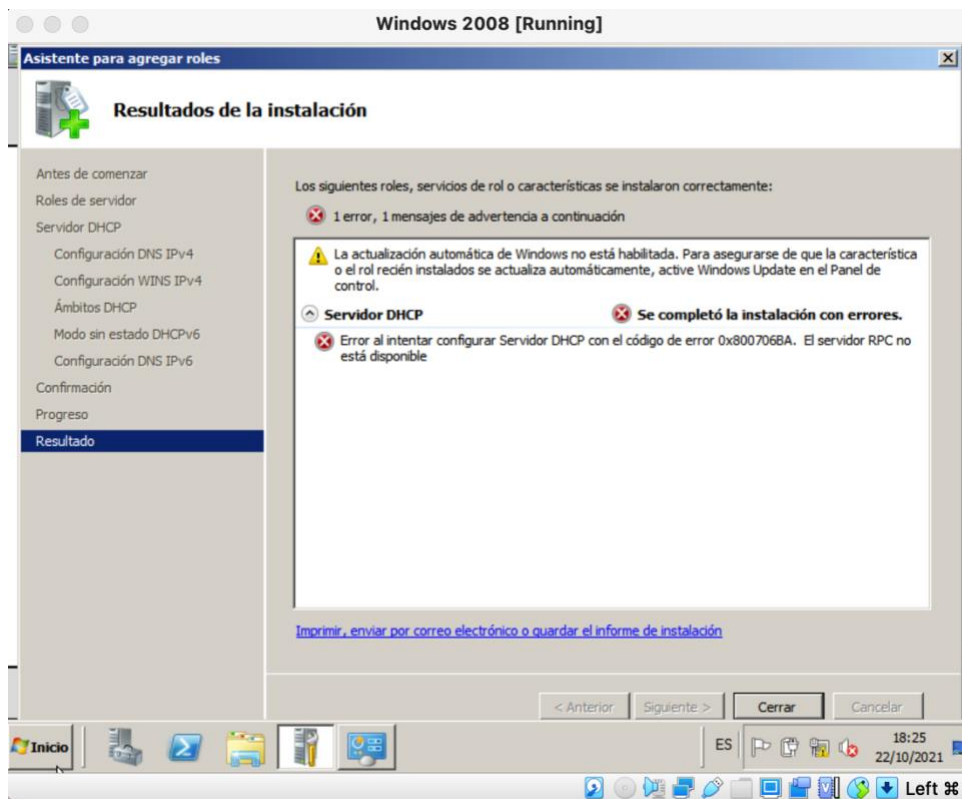 Windows 2008 [Running]
Asistente para agregar roles
Resultados de la instalación
Antes de comenzar
Roles de servidor
Servidor DHCP
Configuración DNS IPv4
Configuración WINS IPv4
Ámbitos DHCP
Modo sin estado DHCPv6
Configuración DNS IPv6
Confirmación
Progreso
Resultado
Los siguientes roles, servicios de rol o características se instalaron correctamente:
1 error, 1 mensajes de advertencia a continuación
La actualización automática de Windows no está habilitada. Para asegurarse de que la característica
o el rol recién instalados se actualiza automáticamente, active Windows Update en el Panel de
control.
Servidor DHCP Se completó la instalación con errores.
Error al intentar configurar Servidor DHCP con el código de error 0x800706BA. El servidor RPC no
está disponible
Imprimir, enviar por correo electrónico o guardar el informe de instalación
< Anterior Siguiente > Cerrar Cancelar
Inicio ES 18:25
22/10/2021
Left ⌘